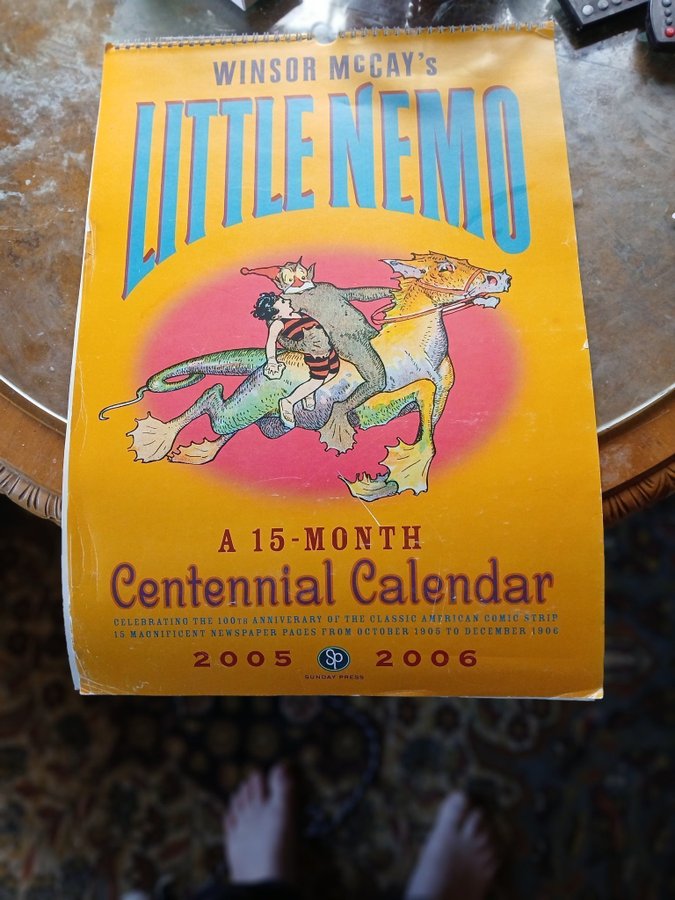 WINSOR McCAY's
LITTLE NEMO
A 15-MONTH
Centennial Calendar
CELEBRATING THE 100TH ANNIVERARY OF THE CLASSIC AMERICAN COMIC STRIP
15 MAGNIFICENT NEWSPAPER PAGES FROM OCTOBER 1905 TO DECEMBER 1906
2005 SP 2006
SUNDAY PRESS